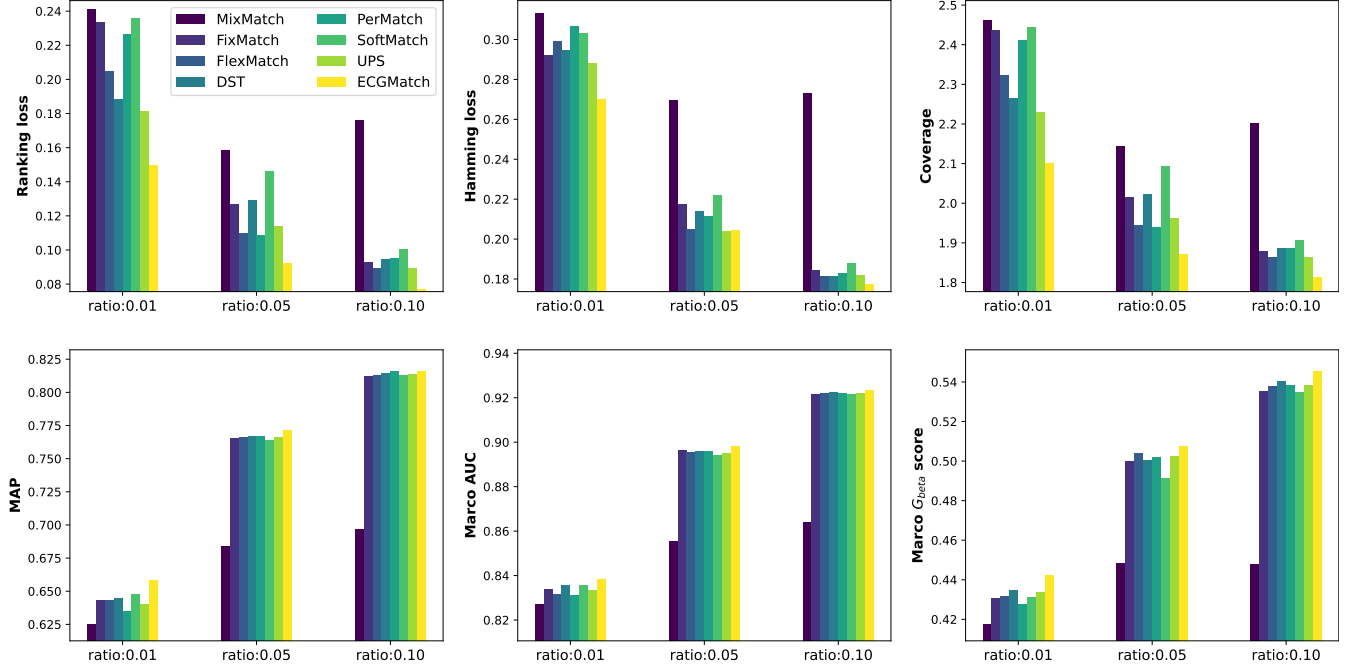 Ranking loss
0.24
0.22
0.20
0.18
0.16
0.14
0.12
0.10
0.08
MixMatch
FixMatch
FlexMatch
DST
PerMatch
SoftMatch
UPS
ECGMatch
ratio:0.01 ratio:0.05 ratio:0.10
Hamming loss
0.30
0.28
0.26
0.24
0.22
0.20
0.18
ratio:0.01 ratio:0.05 ratio:0.10
Coverage
2.5
2.4
2.3
2.2
2.1
2.0
1.9
1.8
ratio:0.01 ratio:0.05 ratio:0.10
MAP
0.825
0.800
0.775
0.750
0.725
0.700
0.675
0.650
0.625
ratio:0.01 ratio:0.05 ratio:0.10
Marco AUC
0.94
0.92
0.90
0.88
0.86
0.84
0.82
ratio:0.01 ratio:0.05 ratio:0.10
Marco G_beta score
0.54
0.52
0.50
0.48
0.46
0.44
0.42
ratio:0.01 ratio:0.05 ratio:0.10